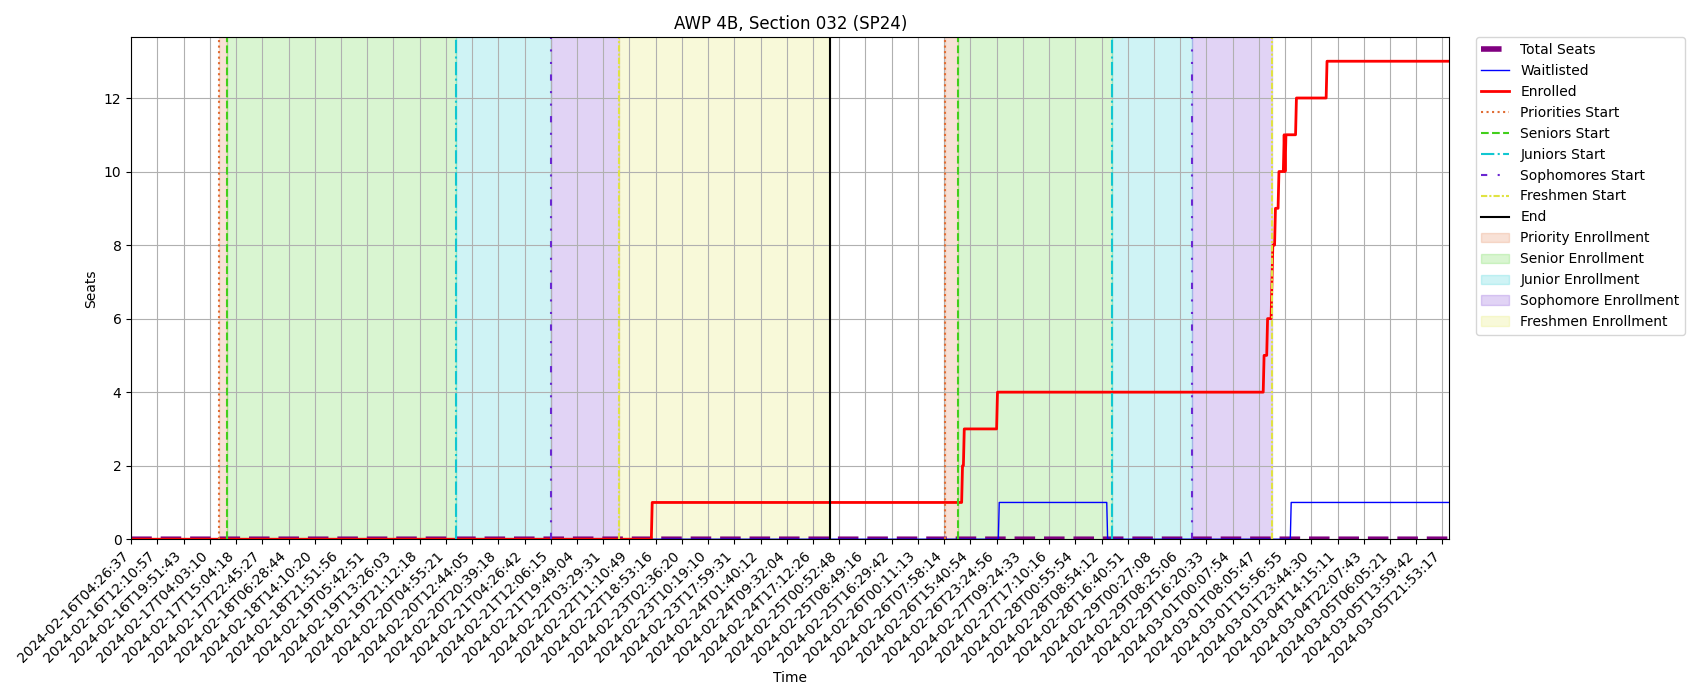 AWP 4B, Section 032 (SP24)
Total Seats
Waitlisted
Enrolled
Priorities Start
Seniors Start
Juniors Start
Sophomores Start
Freshmen Start
End
Priority Enrollment
Senior Enrollment
Junior Enrollment
Sophomore Enrollment
Freshmen Enrollment
Seats
12
10
8
6
4
2
0
2024-02-16T04:26:37
2024-02-16T12:10:57
2024-02-16T19:51:43
2024-02-17T04:03:10
2024-02-17T15:04:18
2024-02-17T22:45:27
2024-02-18T06:28:44
2024-02-18T14:10:20
2024-02-18T21:51:56
2024-02-19T05:42:51
2024-02-19T13:26:03
2024-02-19T21:12:18
2024-02-20T04:55:21
2024-02-20T12:44:05
2024-02-20T20:39:18
2024-02-21T04:26:42
2024-02-21T12:06:15
2024-02-21T19:49:04
2024-02-22T03:29:31
2024-02-22T11:10:49
2024-02-22T18:53:16
2024-02-23T02:36:20
2024-02-23T10:19:10
2024-02-23T17:59:31
2024-02-24T01:40:12
2024-02-24T09:32:04
2024-02-24T17:12:26
2024-02-25T00:52:48
2024-02-25T08:49:16
2024-02-25T16:29:42
2024-02-26T00:11:13
2024-02-26T07:58:14
2024-02-26T15:40:54
2024-02-26T23:24:56
2024-02-27T09:24:33
2024-02-27T17:10:16
2024-02-28T00:55:54
2024-02-28T08:54:12
2024-02-28T16:40:51
2024-02-29T00:27:08
2024-02-29T08:25:06
2024-02-29T16:20:33
2024-03-01T00:07:54
2024-03-01T08:05:47
2024-03-01T15:56:55
2024-03-01T23:44:30
2024-03-04T14:15:11
2024-03-04T22:07:43
2024-03-05T06:05:21
2024-03-05T13:59:42
2024-03-05T21:53:17
Time